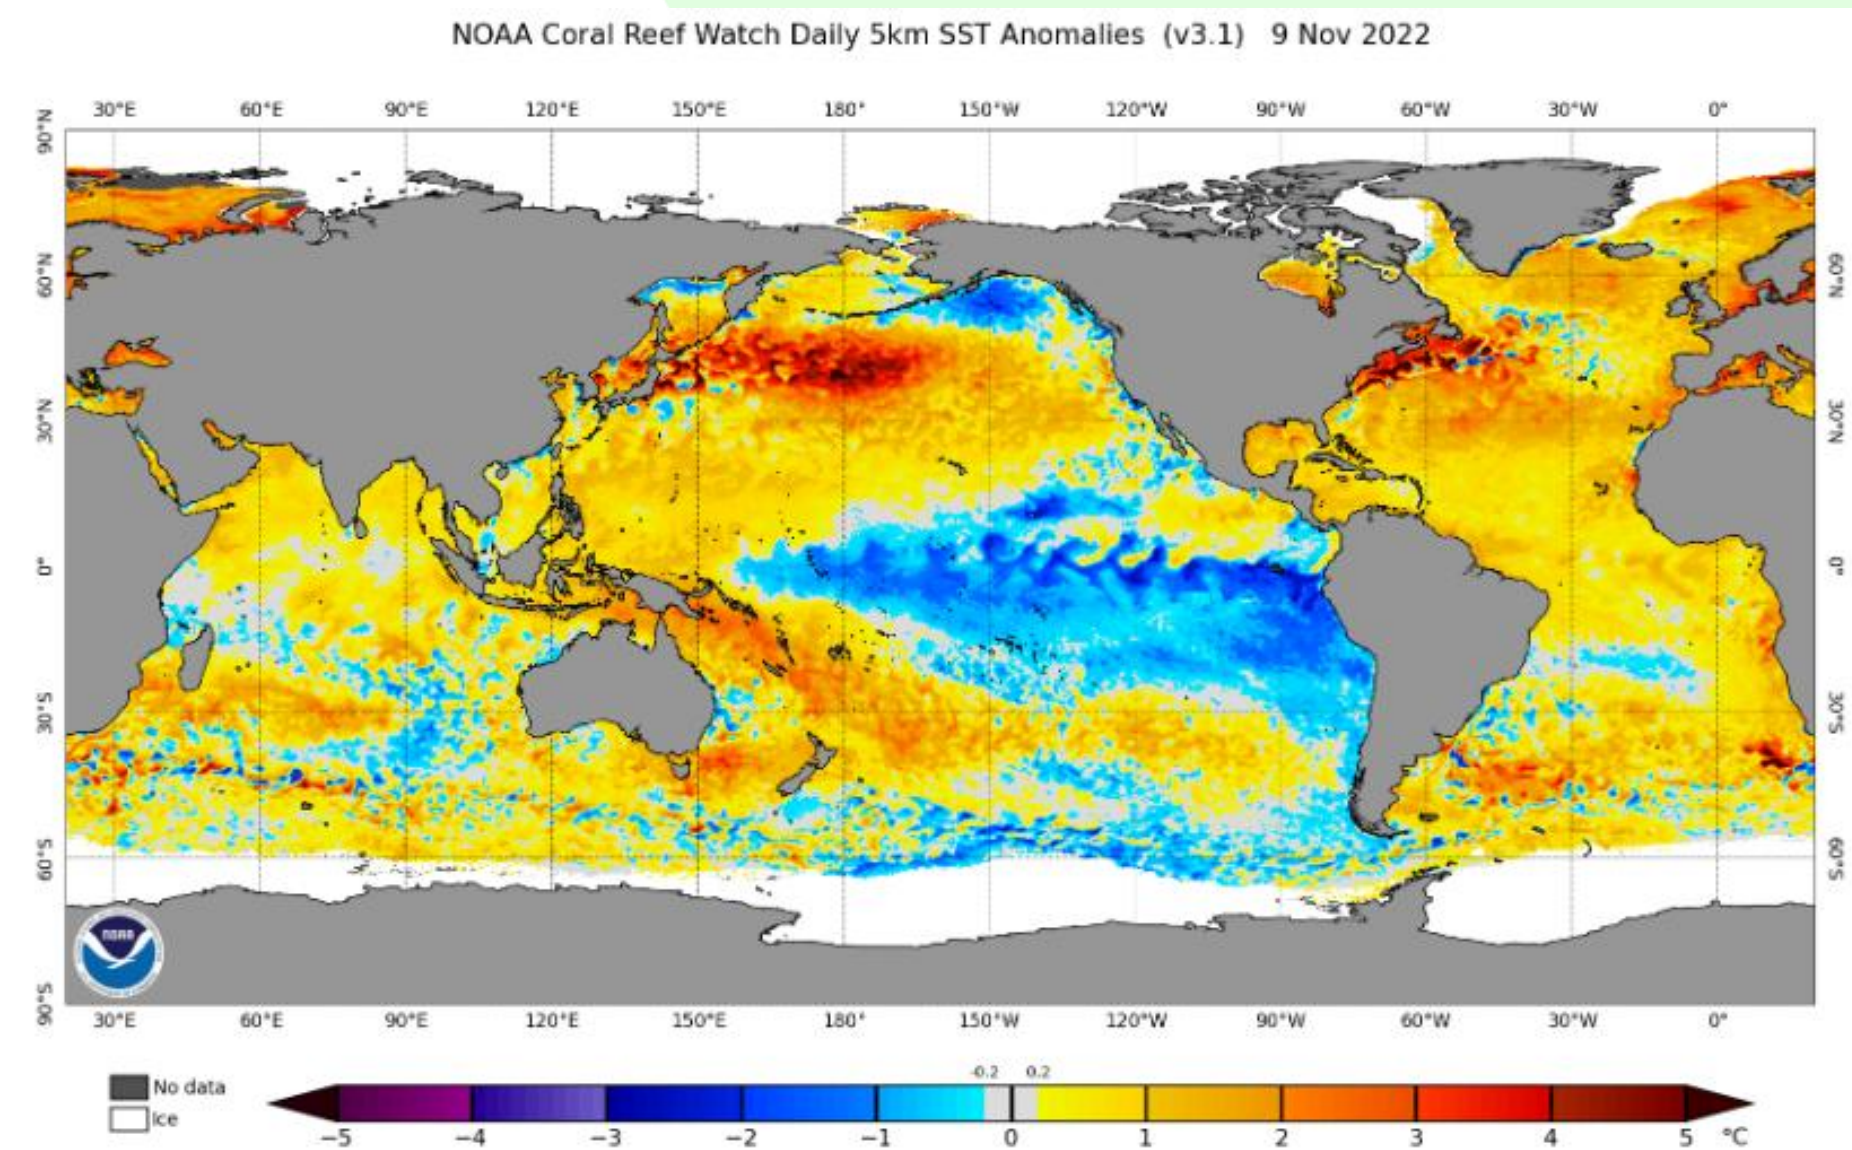 NOAA Coral Reef Watch Daily 5km SST Anomalies (v3.1) 9 Nov 2022
30°E 60°E 90°E 120°E 150°E 180° 150°W 120°W 90°W 60°W 30°W 0°
90°N
60°N 60°N
30°N 30°N
0° 0°
30°S 30°S
60°S 60°S
90°S
NOAA
30°E 60°E 90°E 120°E 150°E 180° 150°W 120°W 90°W 60°W 30°W 0°
-0.2 0.2
No data
Ice
−5 −4 −3 −2 −1 0 1 2 3 4 5 °C